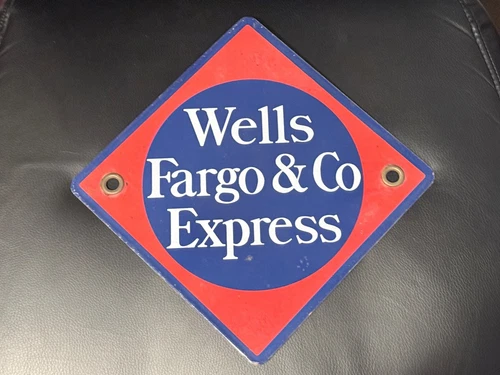 Wells
Fargo & Co
Express